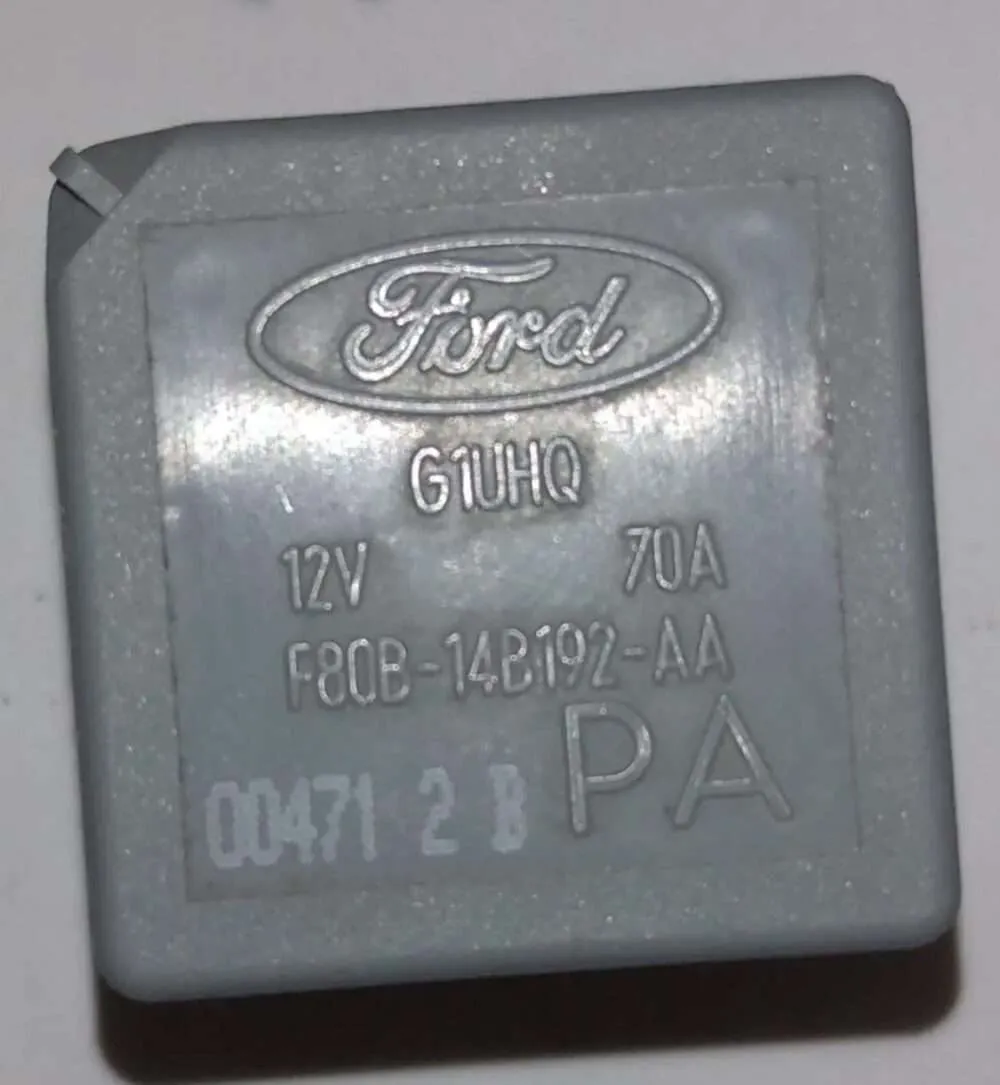 Ford
G1UHQ
12V 70A
F80B-14B192-AA
PA
00471 2 B